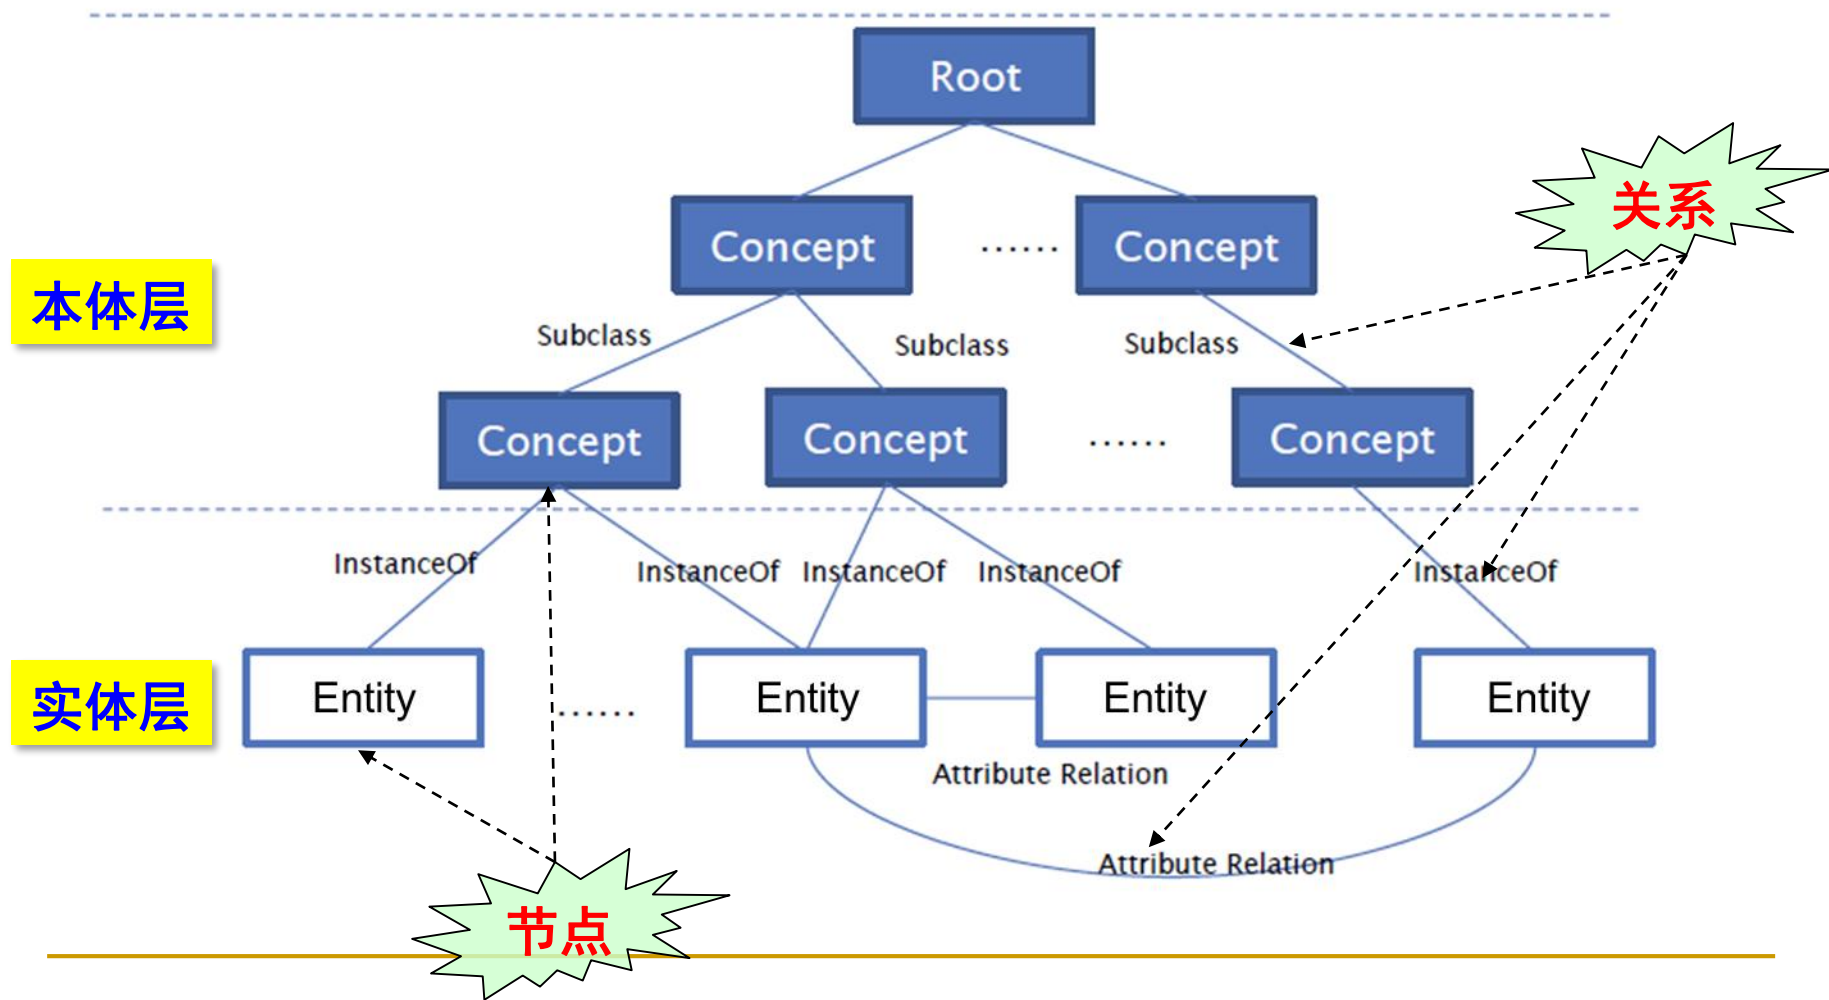 Root
关系
Concept
……
Concept
本体层
Subclass
Subclass
Subclass
Concept
Concept
……
Concept
InstanceOf
InstanceOf
InstanceOf
InstanceOf
InstanceOf
实体层
Entity
……
Entity
Entity
Entity
Attribute Relation
Attribute Relation
节点